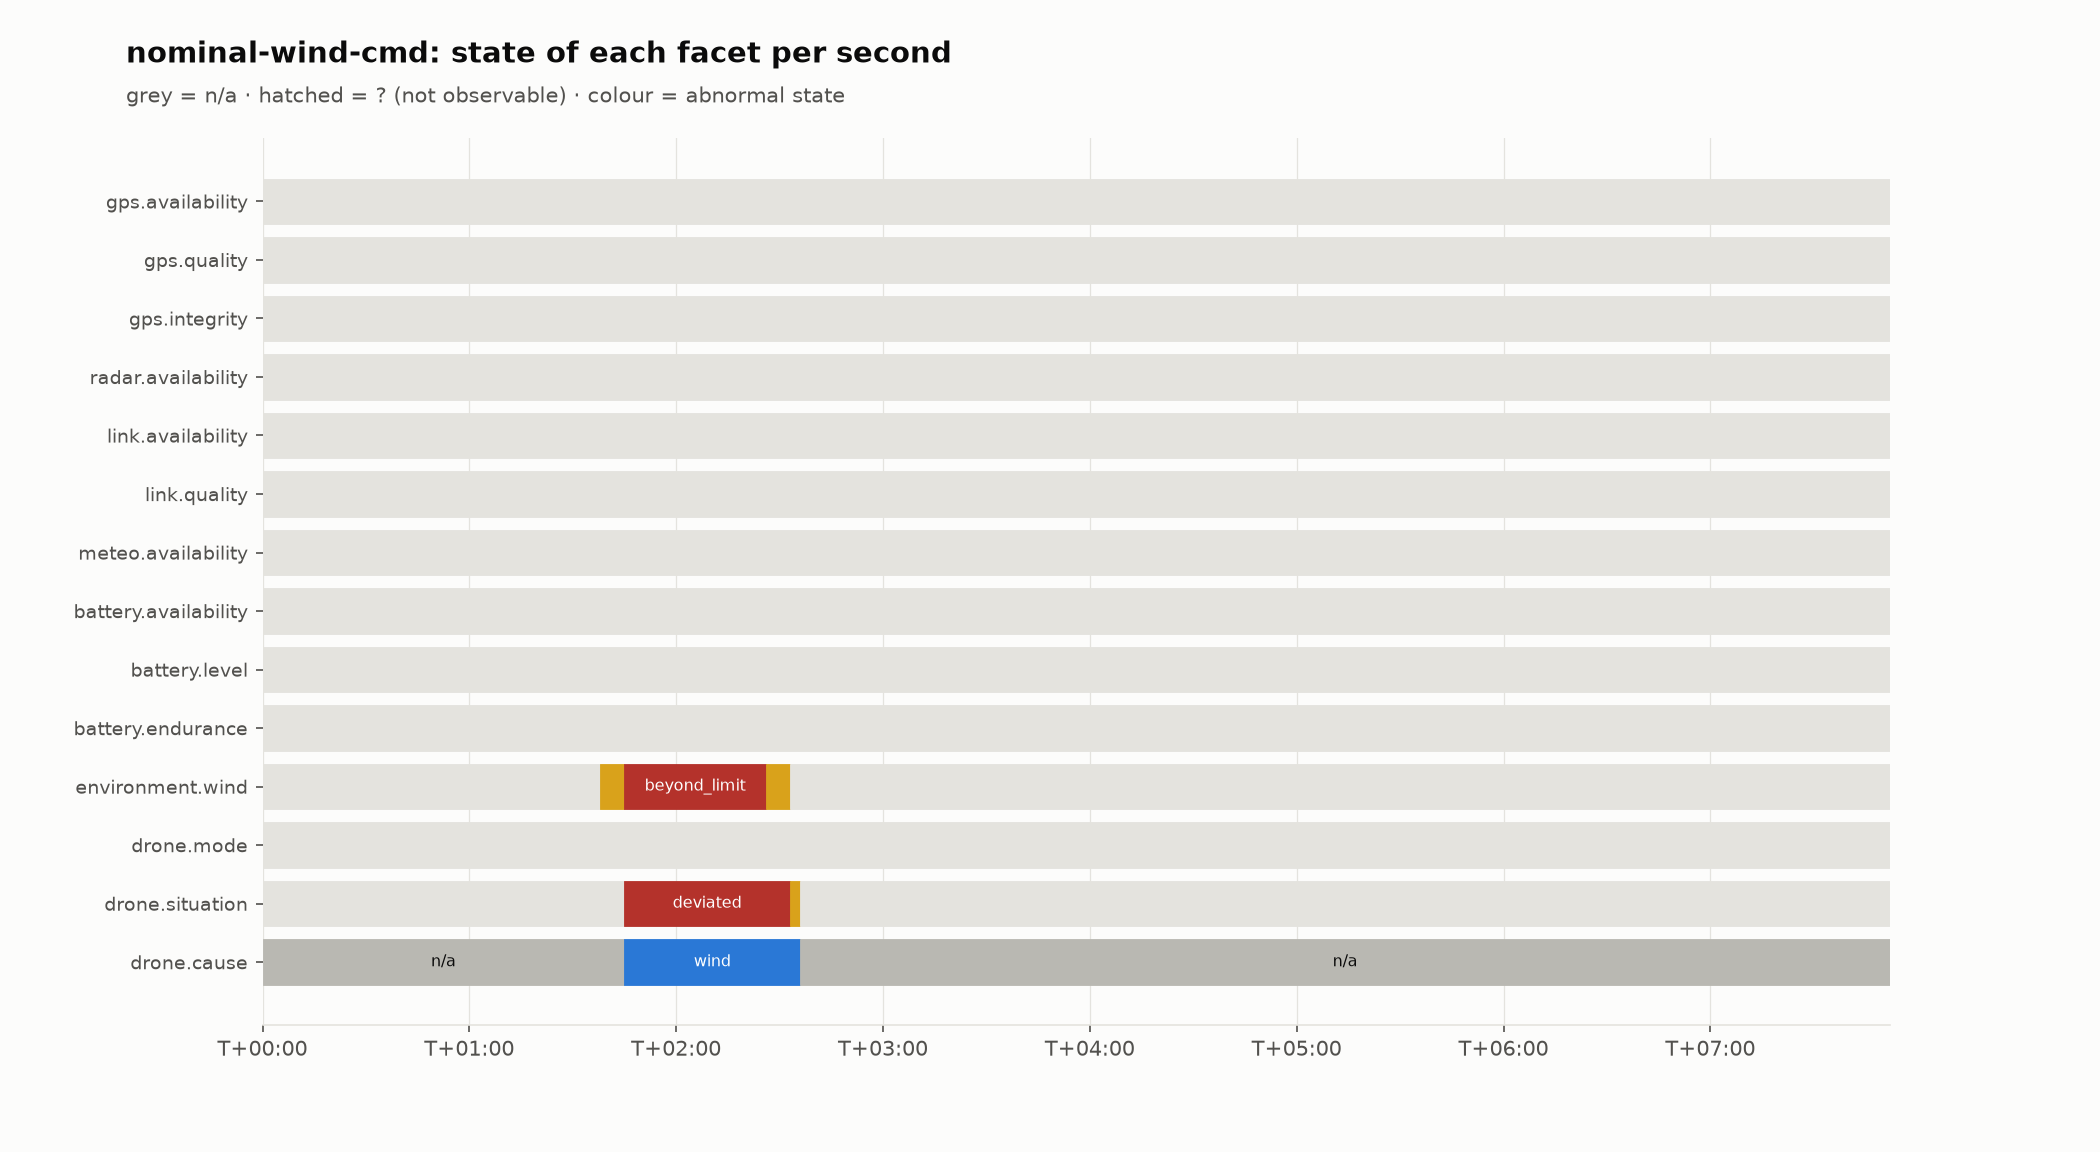 nominal-wind-cmd: state of each facet per second
grey = n/a · hatched = ? (not observable) · colour = abnormal state
gps.availability
gps.quality
gps.integrity
radar.availability
link.availability
link.quality
meteo.availability
battery.availability
battery.level
battery.endurance
environment.wind
beyond_limit
drone.mode
drone.situation
deviated
drone.cause
n/a
wind
n/a
T+00:00 T+01:00 T+02:00 T+03:00 T+04:00 T+05:00 T+06:00 T+07:00